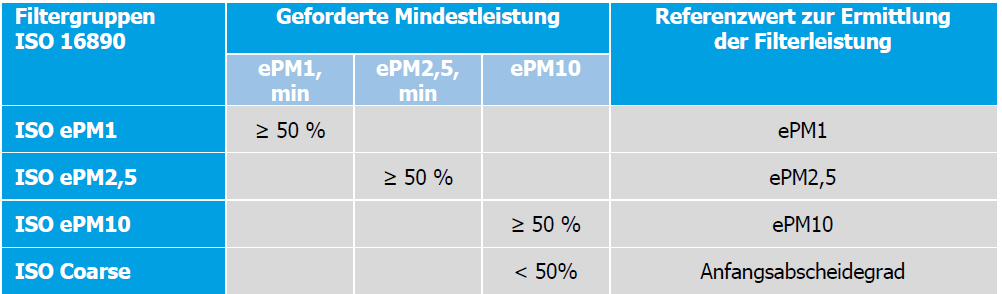 Filtergruppen
ISO 16890
Geforderte Mindestleistung
Referenzwert zur Ermittlung
der Filterleistung
ePM1,
min
ePM2,5,
min
ePM10
ISO ePM1
≥ 50 %
ePM1
ISO ePM2,5
≥ 50 %
ePM2,5
ISO ePM10
≥ 50 %
ePM10
ISO Coarse
< 50%
Anfangsabscheidegrad